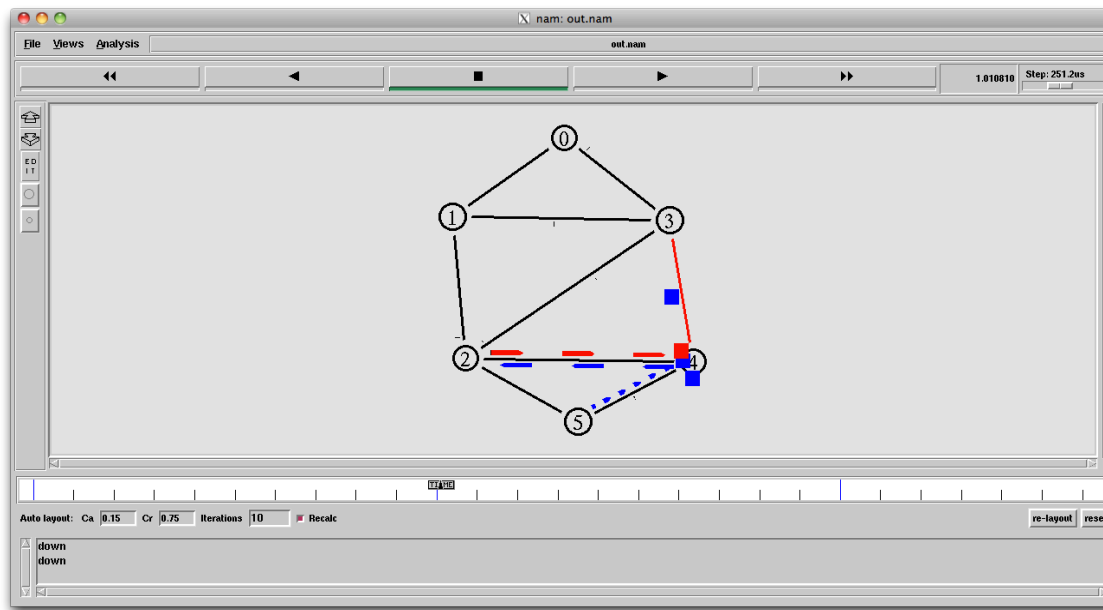 nam: out.nam
File Views Analysis out.nam
1.010810 Step: 251.2us
E D
I T
0
1
3
2
4
5
TIME
Auto layout: Ca 0.15 Cr 0.75 Iterations 10 Recalc re-layout rese
down
down